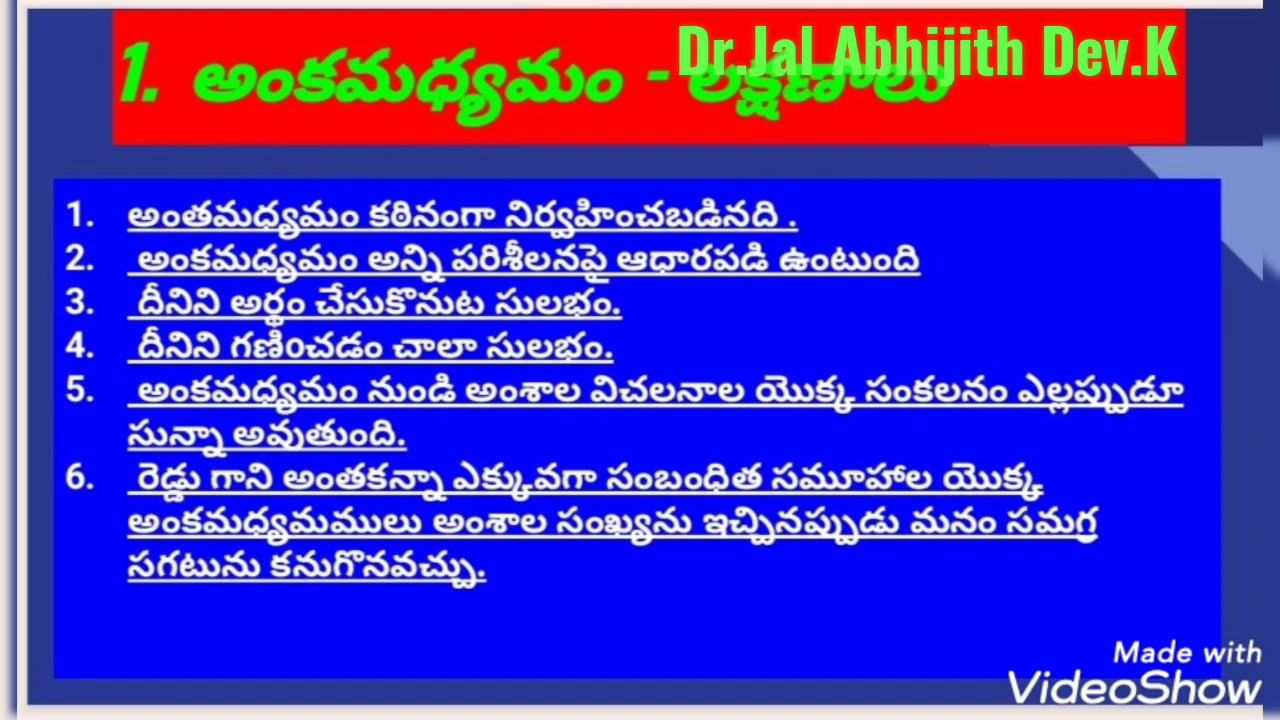 Dr.Jal Abhijith Dev.K
1. అంకమధ్యమం - లక్షణాలు
1. అంతమధ్యమం కఠినంగా నిర్వహించబడినది .
2. అంకమధ్యమం అన్ని పరిశీలనపై ఆధారపడి ఉంటుంది
3. దీనిని అర్థం చేసుకొనుట సులభం.
4. దీనిని గణించడం చాలా సులభం.
5. అంకమధ్యమం నుండి అంశాల విచలనాల యొక్క సంకలనం ఎల్లప్పుడూ
సున్నా అవుతుంది.
6. రెడ్డు గాని అంతకన్నా ఎక్కువగా సంబంధిత సమూహాల యొక్క
అంకమధ్యమములు అంశాల సంఖ్యను ఇచ్చినప్పుడు మనం సమగ్ర
సగటును కనుగొనవచ్చు.
Made with
VideoShow